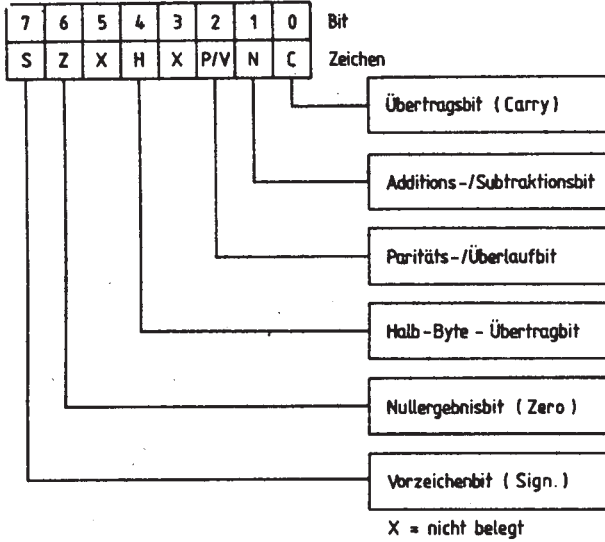 7 6 5 4 3 2 1 0 Bit
S Z X H X P/V N C Zeichen
Übertragsbit ( Carry )
Additions-/Subtraktionsbit
Paritäts-/Überlaufbit
Halb-Byte - Übertragbit
Nullergebnisbit ( Zero )
Vorzeichenbit ( Sign. )
X = nicht belegt